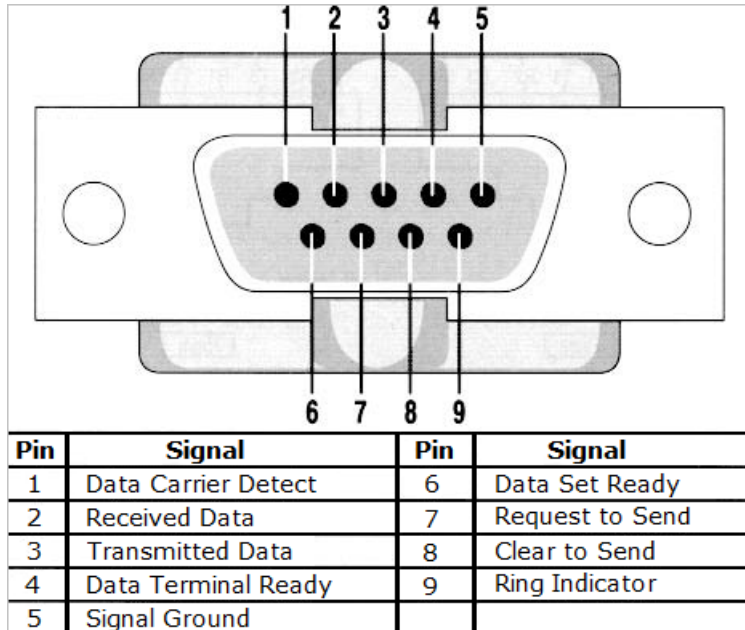 1 2 3 4 5
6 7 8 9
Pin Signal Pin Signal
1 Data Carrier Detect 6 Data Set Ready
2 Received Data 7 Request to Send
3 Transmitted Data 8 Clear to Send
4 Data Terminal Ready 9 Ring Indicator
5 Signal Ground